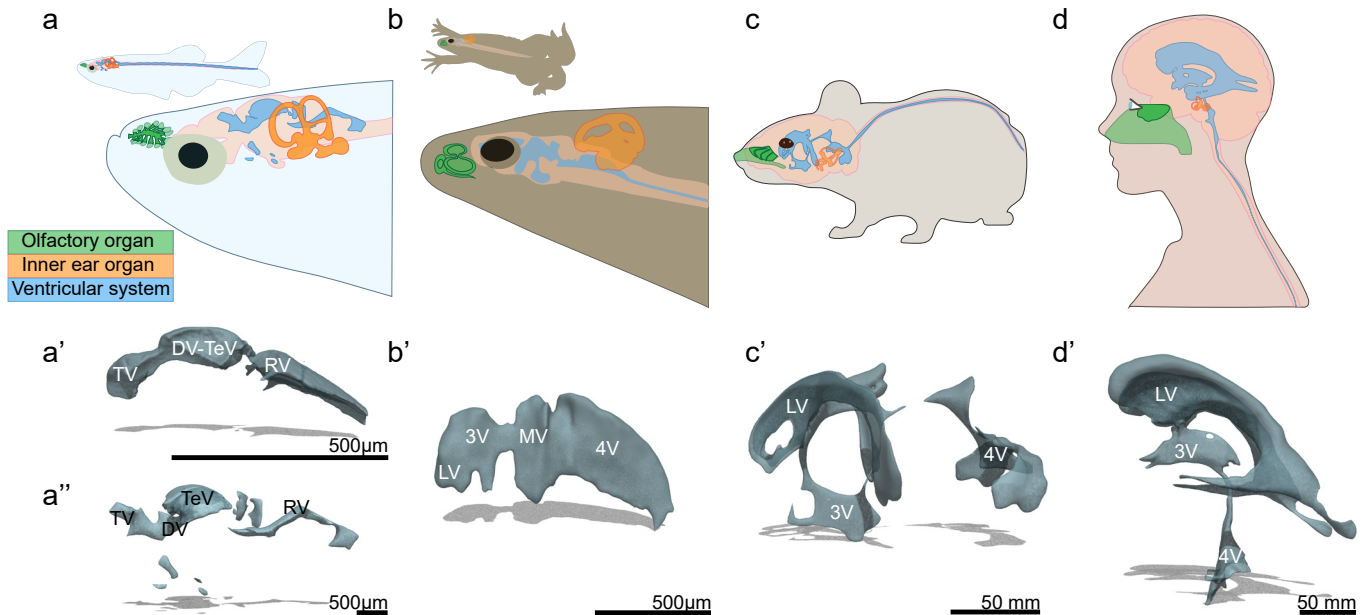 a
b
c
d
Olfactory organ
Inner ear organ
Ventricular system
a’
TV
DV-TeV
RV
500µm
b’
LV
3V
MV
4V
500µm
c’
LV
3V
4V
50 mm
d’
LV
3V
4V
50 mm
a’’
TV
DV
TeV
RV
500µm